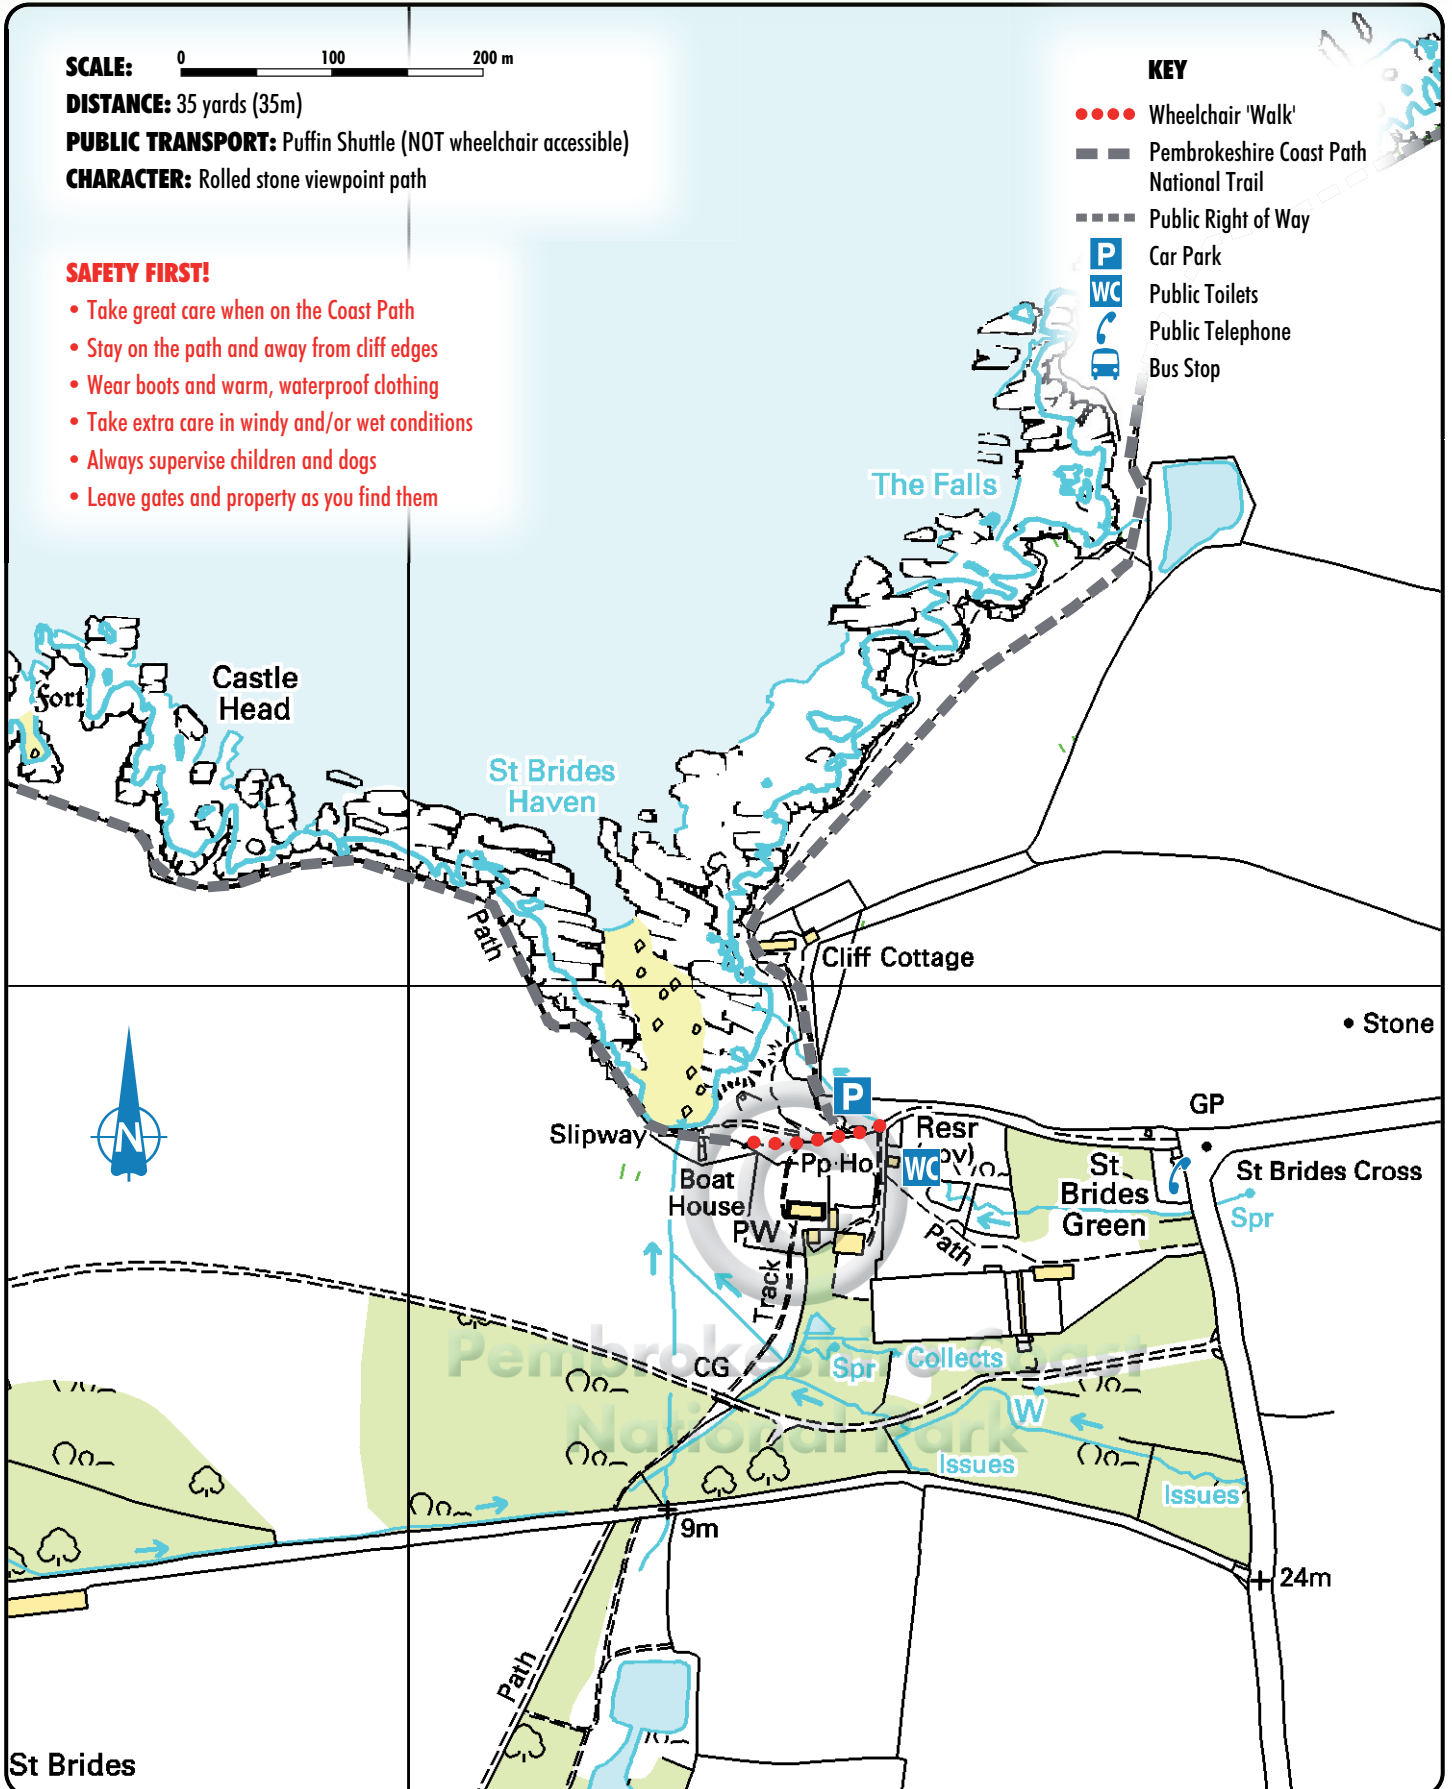 SCALE: 0 100 200 m
DISTANCE: 35 yards (35m)
PUBLIC TRANSPORT: Puffin Shuttle (NOT wheelchair accessible)
CHARACTER: Rolled stone viewpoint path
SAFETY FIRST!
• Take great care when on the Coast Path
• Stay on the path and away from cliff edges
• Wear boots and warm, waterproof clothing
• Take extra care in windy and/or wet conditions
• Always supervise children and dogs
• Leave gates and property as you find them
KEY
Wheelchair 'Walk'
Pembrokeshire Coast Path
National Trail
Public Right of Way
P Car Park
WC Public Toilets
Public Telephone
Bus Stop
The Falls
fort
Castle
Head
St Brides
Haven
Path
Cliff Cottage
• Stone
N
P
GP
Slipway
Resr
WC
Pp Ho
Boat
House
St
Brides
Green
St Brides Cross
Spr
PW
Path
Track
Pembrokeshire Coast
National Park
CG
Spr
Collects
W
Issues
Issues
9m
24m
Path
St Brides